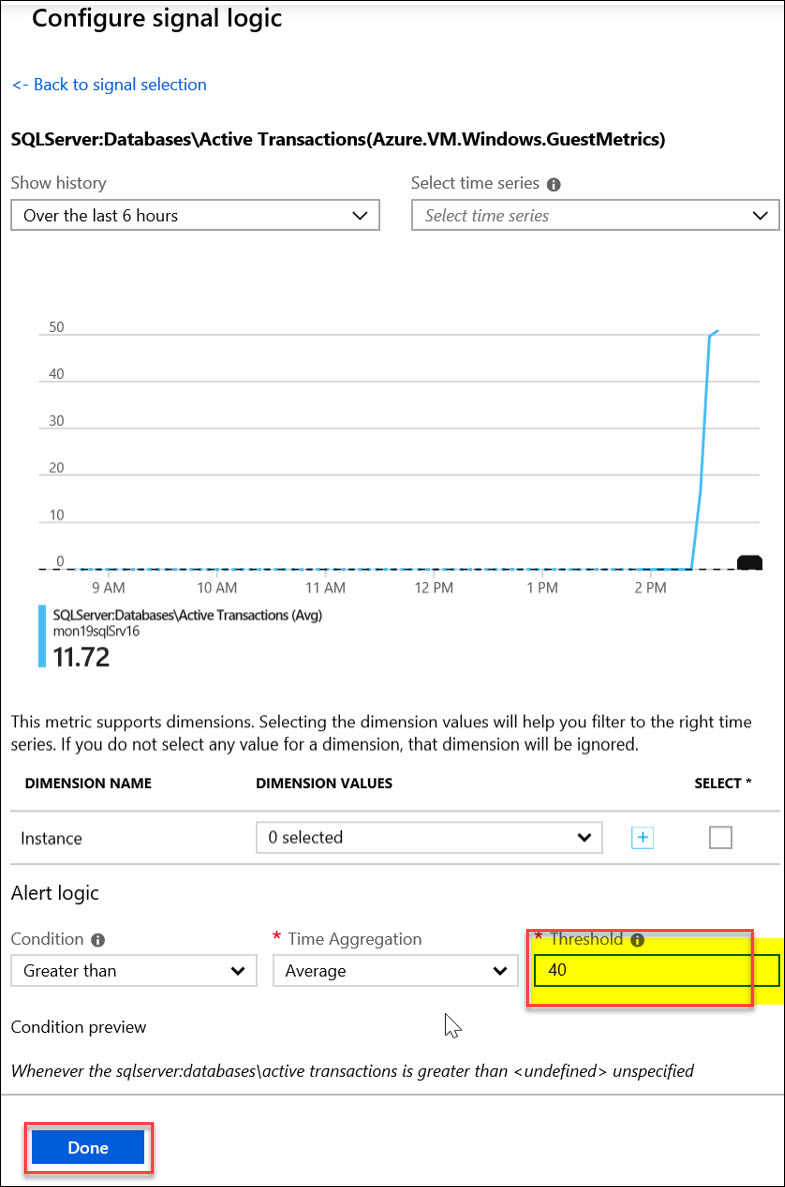 Configure signal logic
<- Back to signal selection
SQLServer:Databases\Active Transactions(Azure.VM.Windows.GuestMetrics)
Show history
Select time series
Over the last 6 hours
Select time series
50
40
30
20
10
0
9 AM 10 AM 11 AM 12 PM 1 PM 2 PM
SQLServer:Databases\Active Transactions (Avg)
mon19sqlSrv16
11.72
This metric supports dimensions. Selecting the dimension values will help you filter to the right time
series. If you do not select any value for a dimension, that dimension will be ignored.
DIMENSION NAME DIMENSION VALUES SELECT *
Instance 0 selected +
Alert logic
Condition * Time Aggregation * Threshold
Greater than Average 40
Condition preview
Whenever the sqlserver:databases\active transactions is greater than <undefined> unspecified
Done